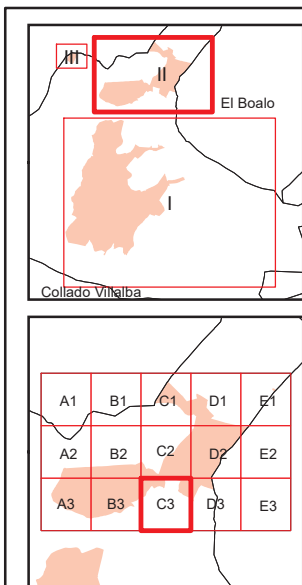 III
II
El Boalo
I
Collado Villalba
A1 B1 C1 D1 E1
A2 B2 C2 D2 E2
A3 B3 C3 D3 E3